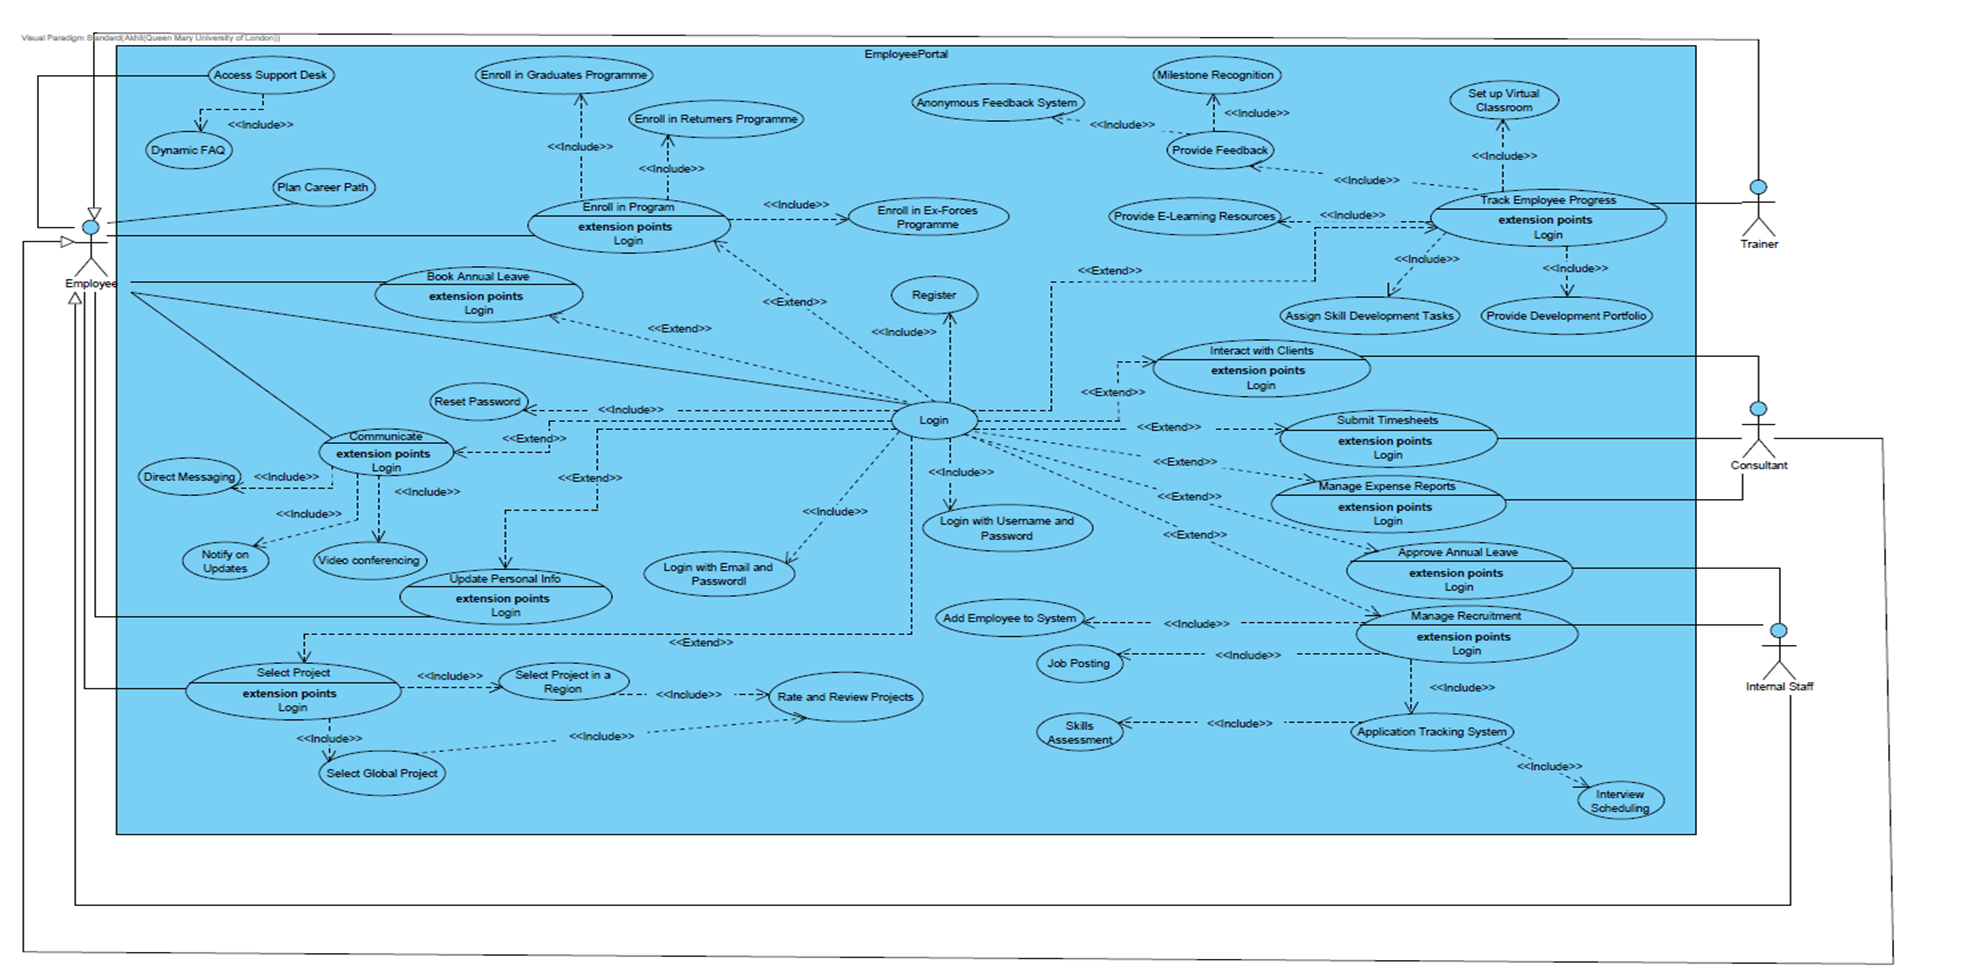 Visual Paradigm Standard(Akhil(Queen Mary University of London))
EmployeePortal
Access Support Desk
<<Include>>
Dynamic FAQ
Plan Career Path
Enroll in Graduates Programme
Enroll in Returners Programme
<<Include>>
<<Include>>
Enroll in Program
extension points
Login
<<Include>>
Enroll in Ex-Forces
Programme
Anonymous Feedback System
<<Include>>
Milestone Recognition
<<Include>>
Provide Feedback
<<Include>>
Set up Virtual
Classroom
<<Include>>
Track Employee Progress
extension points
Login
Provide E-Learning Resources
<<Include>>
<<Include>>
<<Include>>
Assign Skill Development Tasks
Provide Development Portfolio
Trainer
Employee
Book Annual Leave
extension points
Login
<<Extend>>
<<Extend>>
<<Extend>>
Register
<<Include>>
Interact with Clients
extension points
Login
<<Extend>>
Reset Password
<<Include>>
Login
Communicate
extension points
Login
<<Extend>>
<<Extend>>
Direct Messaging
<<Include>>
<<Include>>
<<Include>>
Notify on
Updates
Video conferencing
Update Personal Info
extension points
Login
<<Include>>
Login with Email and
Passwordl
<<Include>>
Login with Username and
Password
<<Extend>>
Submit Timesheets
extension points
Login
Consultant
<<Extend>>
Manage Expense Reports
extension points
Login
<<Extend>>
<<Extend>>
Approve Annual Leave
extension points
Login
Manage Recruitment
extension points
Login
Add Employee to System
<<Include>>
Job Posting
<<Include>>
<<Include>>
Internal Staff
<<Extend>>
Select Project
extension points
Login
<<Include>>
Select Project in a
Region
<<Include>>
Rate and Review Projects
<<Include>>
<<Include>>
Select Global Project
Skills
Assessment
<<Include>>
Application Tracking System
<<Include>>
Interview
Scheduling